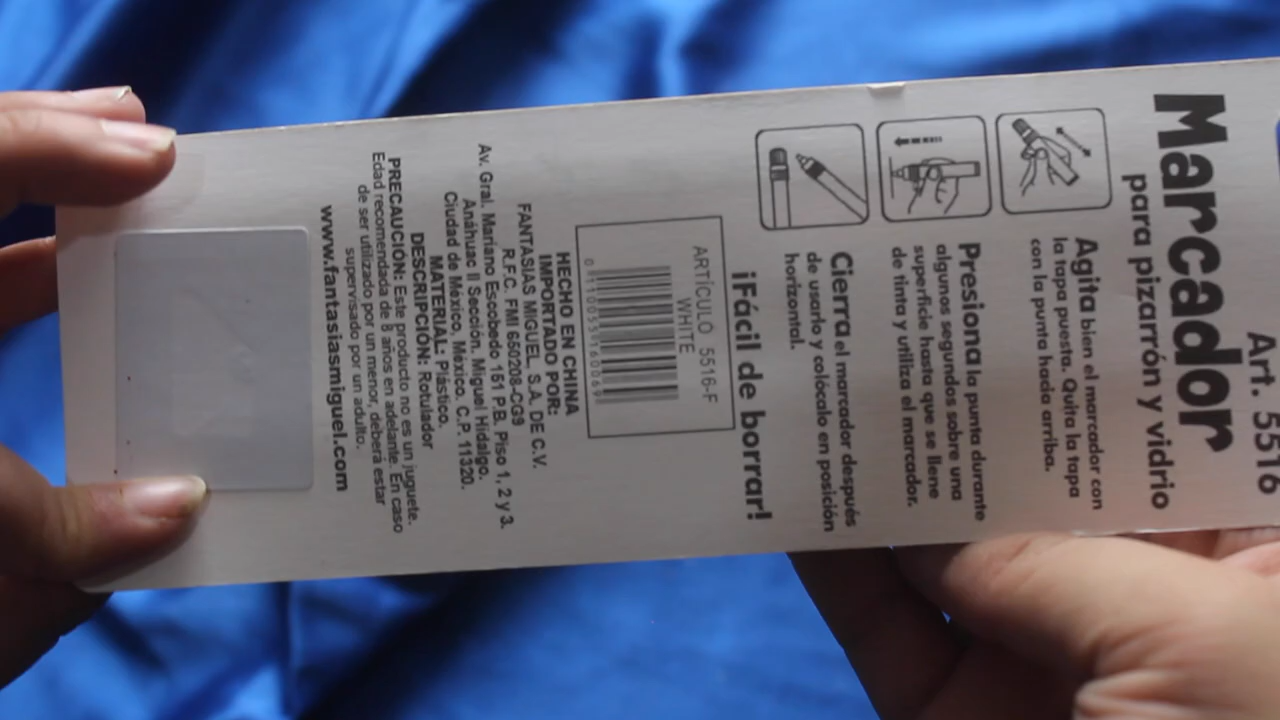 Art. 5516
Marcador
para pizarrón y vidrio
Agita bien el marcador con
la tapa puesta. Quita la tapa
con la punta hacia arriba.
Presiona la punta durante
algunos segundos sobre una
superficie hasta que se llene
de tinta y utiliza el marcador.
Cierra el marcador después
de usarlo y colócalo en posición
horizontal.
¡Fácil de borrar!
ARTÍCULO 5516-F
WHITE
HECHO EN CHINA
IMPORTADO POR:
FANTASIAS MIGUEL, S.A. DE C.V.
R.F.C. FMI 650208-CG9
Av. Gral. Mariano Escobedo 151 P.B. Piso 1, 2 y 3.
Anáhuac II Sección. Miguel Hidalgo.
Ciudad de México, México. C.P. 11320.
MATERIAL: Plástico.
DESCRIPCIÓN: Rotulador
PRECAUCIÓN: Este producto no es un juguete.
Edad recomendada de 8 años en adelante. En caso
de ser utilizado por un menor, deberá estar
supervisado por un adulto.
www.fantasiasmiguel.com